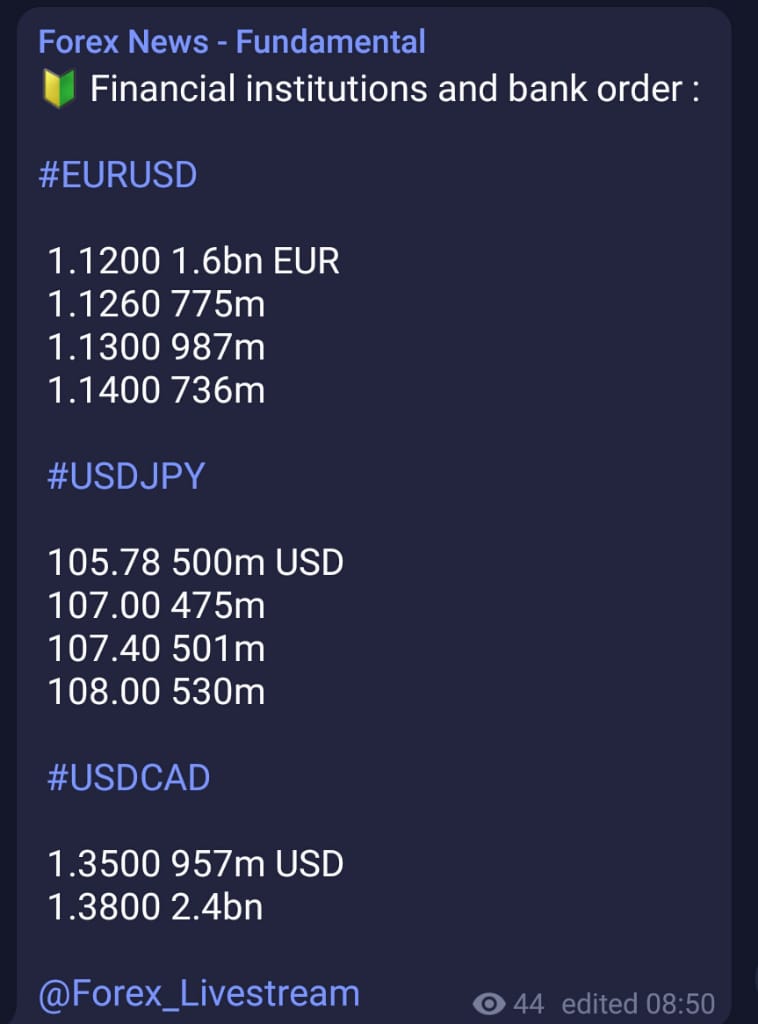 Forex News - Fundamental
🔰 Financial institutions and bank order :
#EURUSD
1.1200 1.6bn EUR
1.1260 775m
1.1300 987m
1.1400 736m
#USDJPY
105.78 500m USD
107.00 475m
107.40 501m
108.00 530m
#USDCAD
1.3500 957m USD
1.3800 2.4bn
@Forex_Livestream
44 edited 08:50